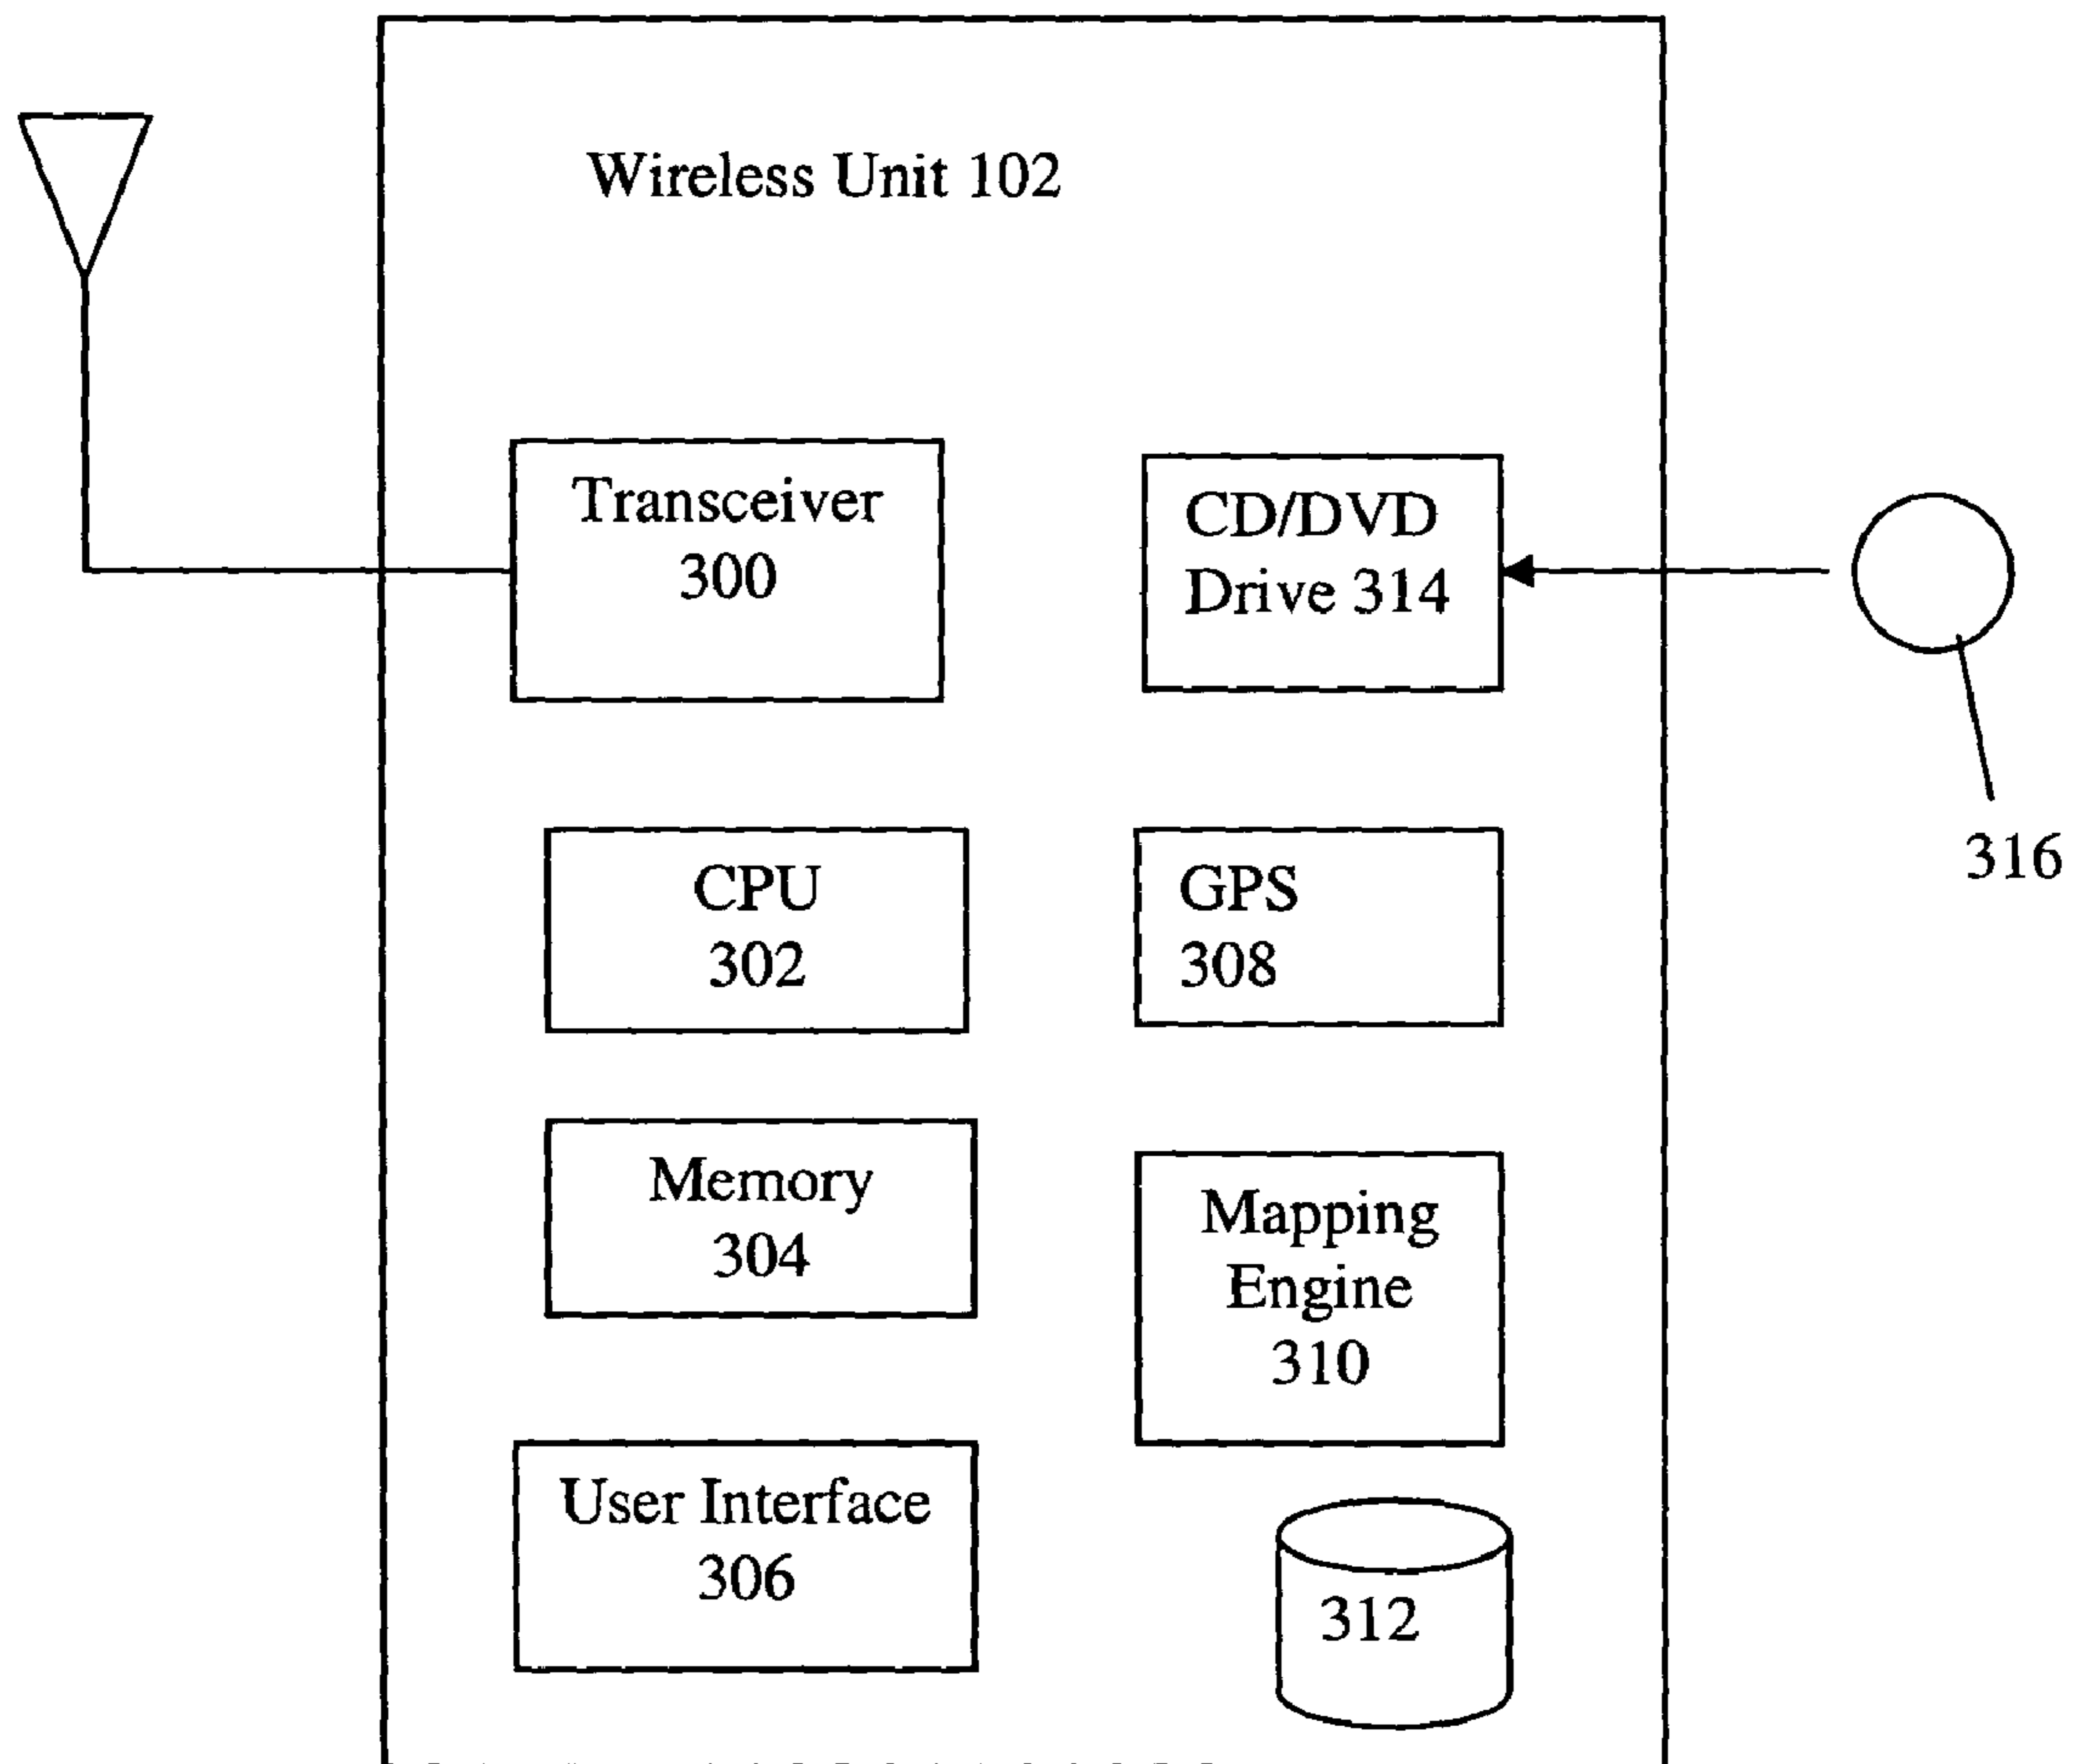 Wireless Unit 102
Transceiver
300
CD/DVD
Drive 314
316
CPU
302
GPS
308
Memory
304
Mapping
Engine
310
User Interface
306
312